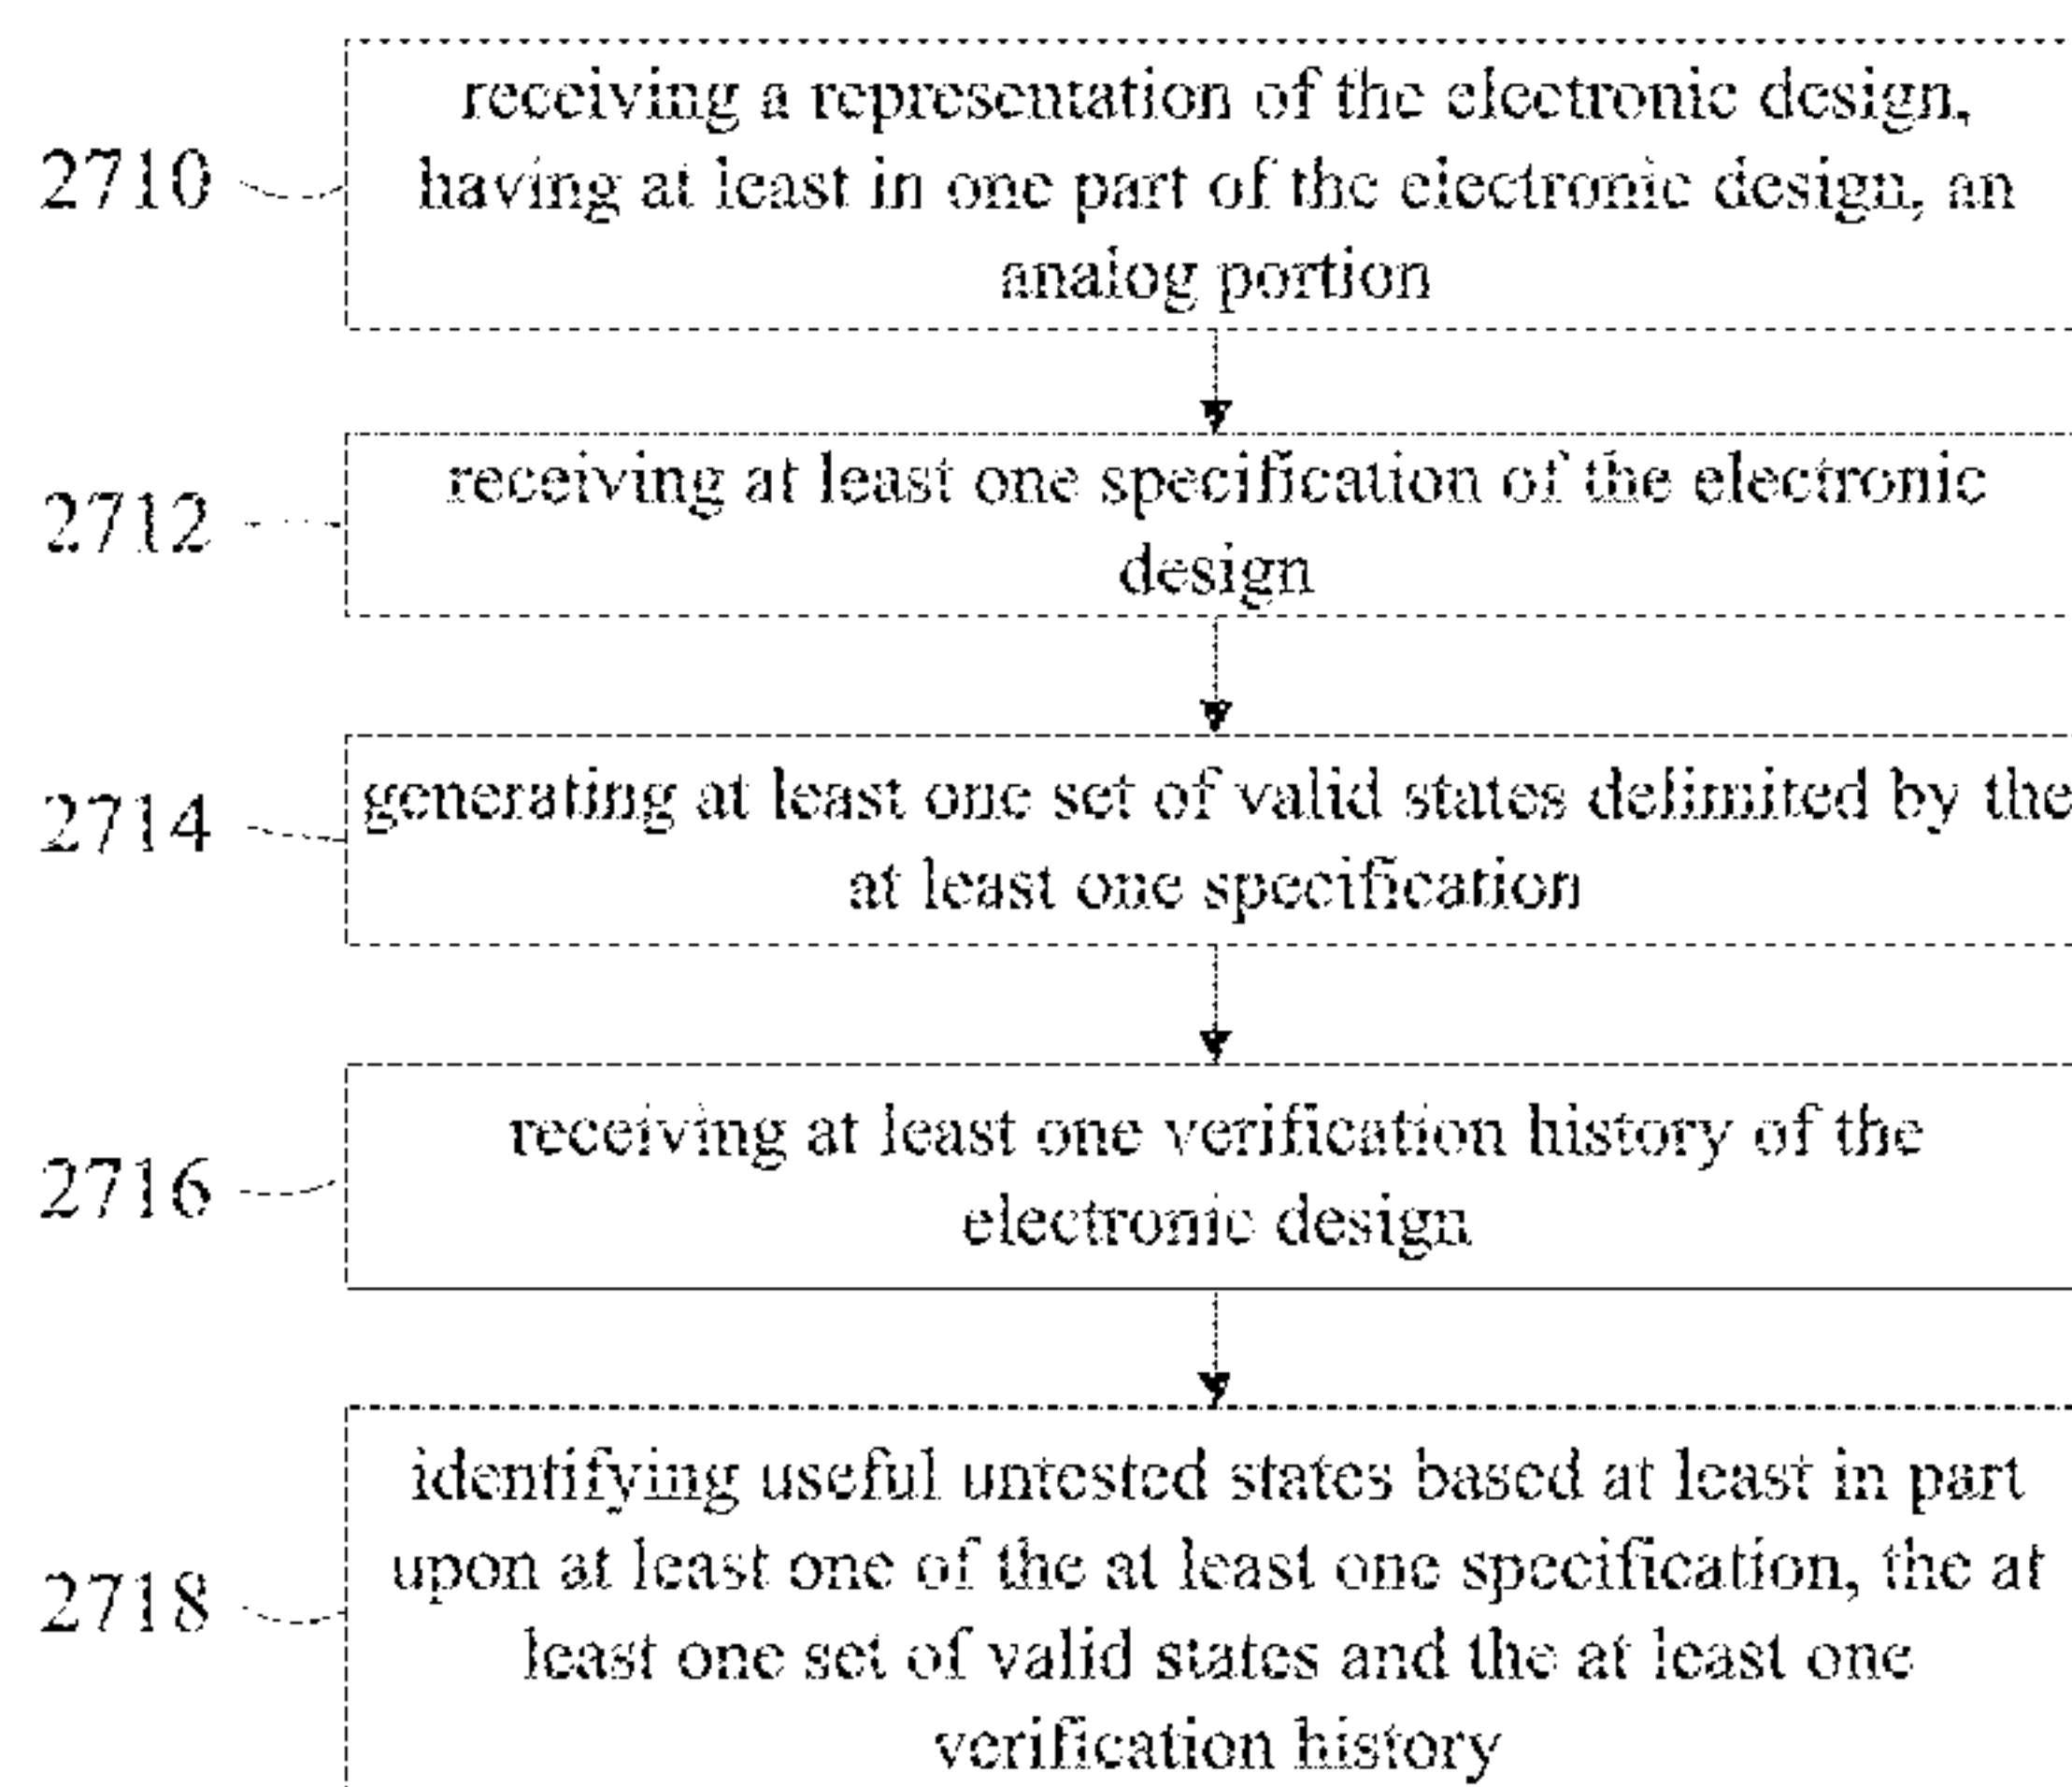 receiving a representation of the electronic design,
2710 having at least in one part of the electronic design, an
analog portion
receiving at least one specification of the electronic
2712
design
2714 generating at least one set of valid states delimited by the
at least one specification
receiving at least one verification history of the
2716
electronic design
identifying useful untested states based at least in part
upon at least one of the at least one specification, the at
2718
least one set of valid states and the at least one
verification history